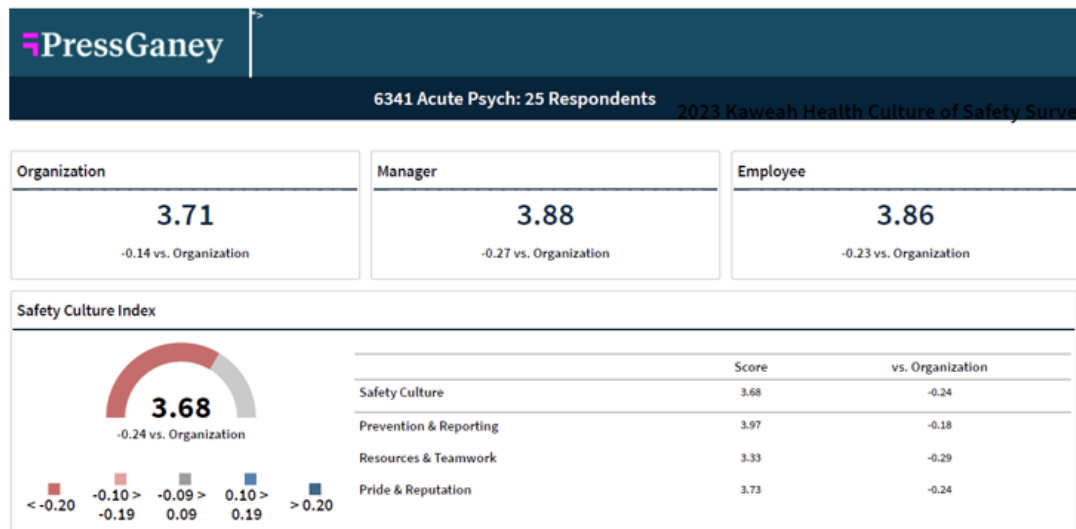 PressGaney
6341 Acute Psych: 25 Respondents
2023 Kaweah Health Culture of Safety Surve
Organization
Manager
Employee
3.71
3.88
3.86
-0.14 vs. Organization
-0.27 vs. Organization
-0.23 vs. Organization
Safety Culture Index
Score vs. Organization
Safety Culture 3.68 -0.24
Prevention & Reporting 3.97 -0.18
Resources & Teamwork 3.33 -0.29
Pride & Reputation 3.73 -0.24
3.68
-0.24 vs. Organization
< -0.20
-0.10 >
-0.19
-0.09 >
0.09
0.10 >
0.19
> 0.20